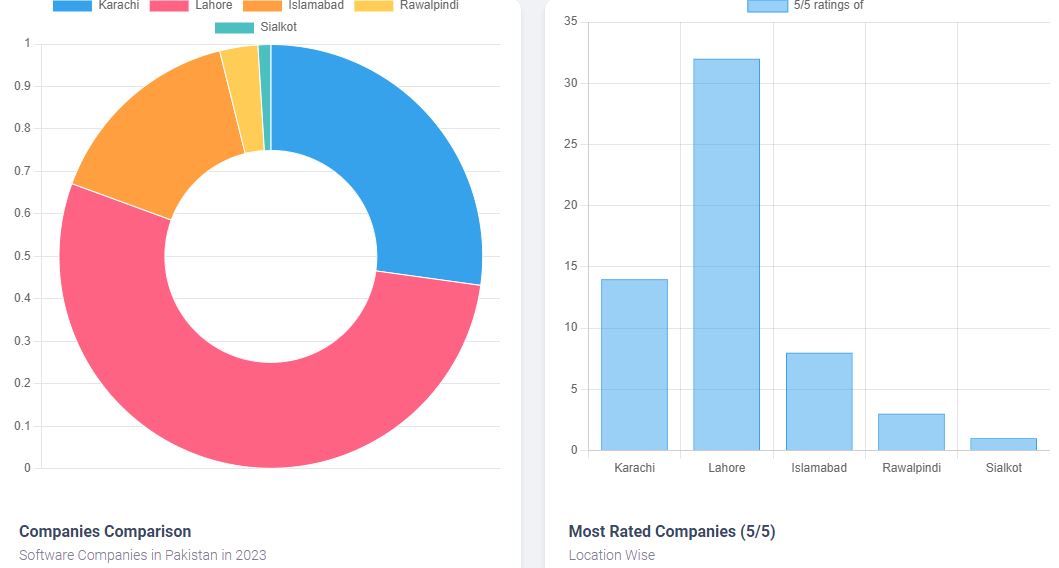 Karachi Lahore Islamabad Rawalpindi
Sialkot
1
0.9
0.8
0.7
0.6
0.5
0.4
0.3
0.2
0.1
0
Companies Comparison
Software Companies in Pakistan in 2023
5/5 ratings of
35
30
25
20
15
10
5
0
Karachi Lahore Islamabad Rawalpindi Sialkot
Most Rated Companies (5/5)
Location Wise